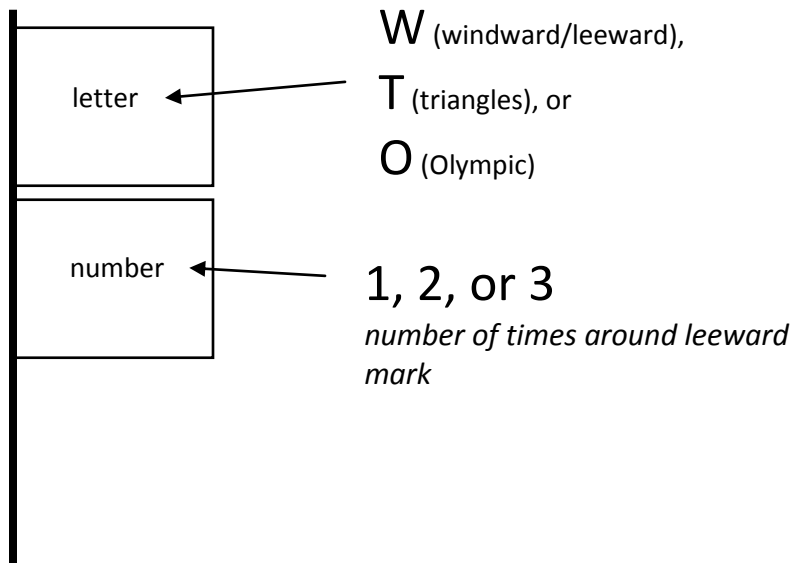 W (windward/leeward),
letter
T (triangles), or
O (Olympic)
number
1, 2, or 3
number of times around leeward
mark